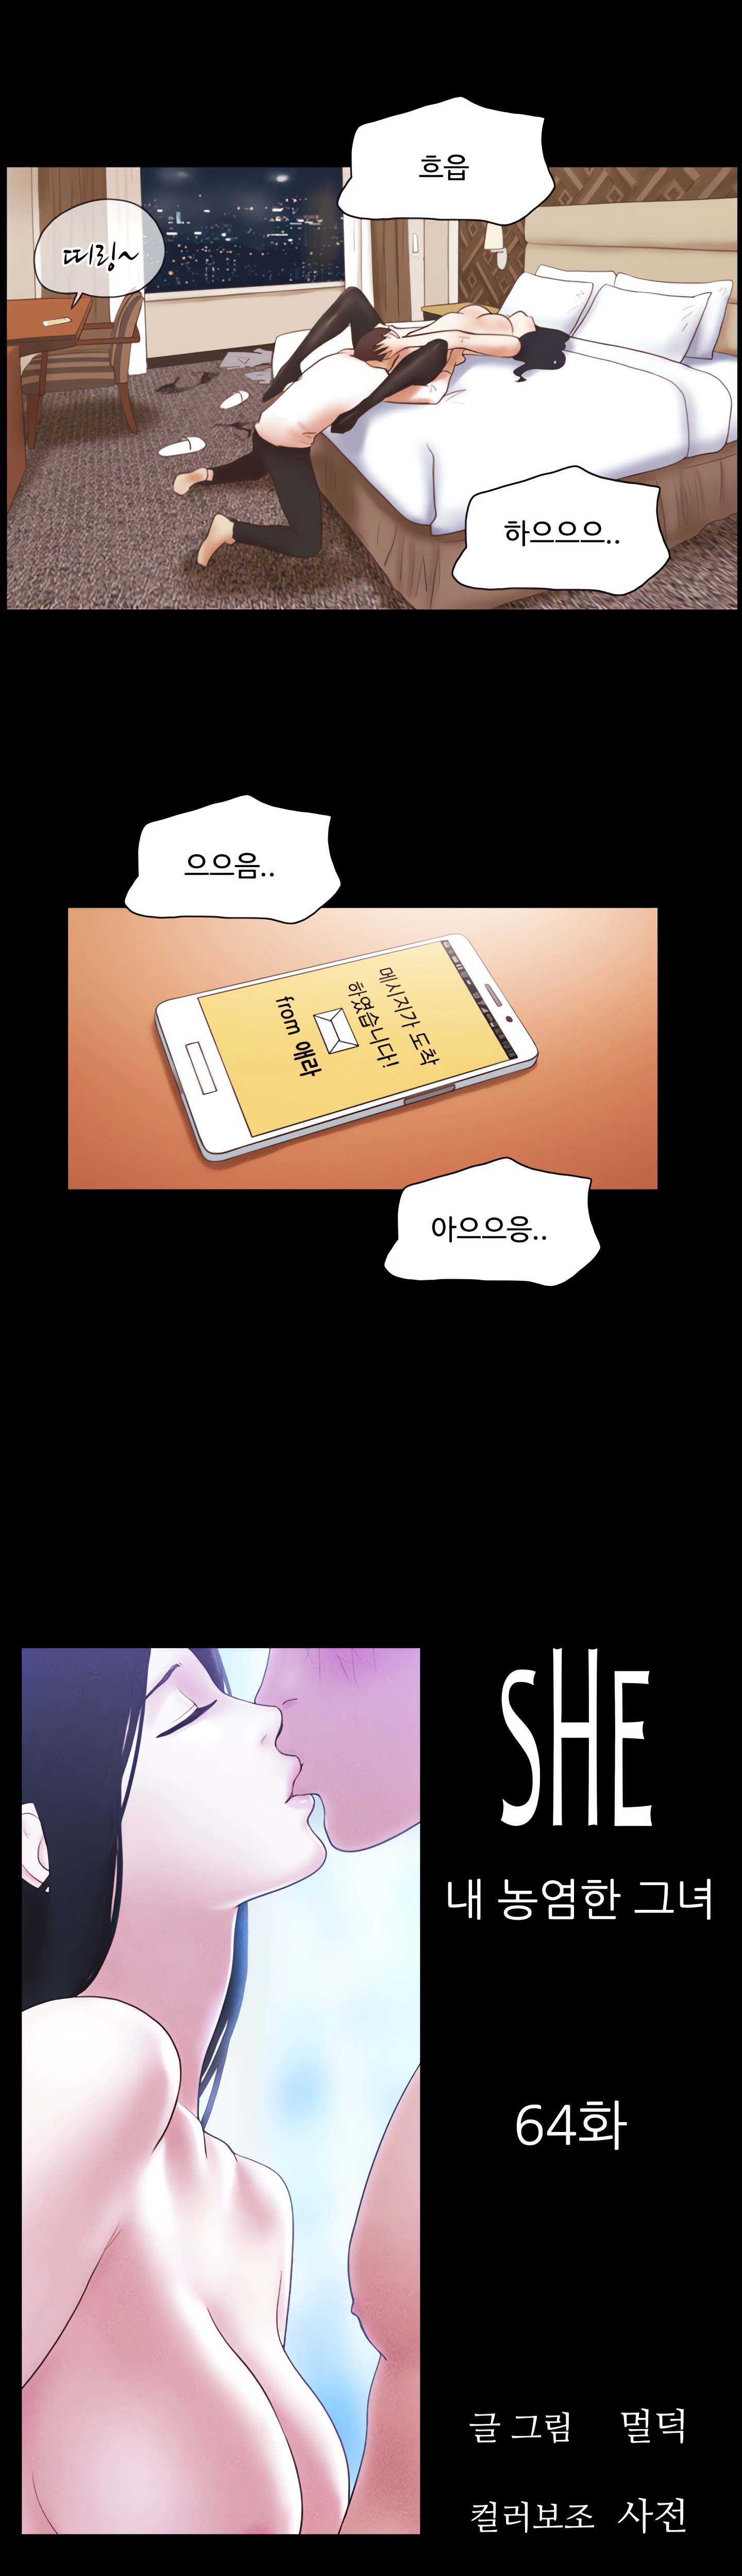 흐읍
띠링~
하으으으..
으으음..
메시지가 도착
하였습니다!
from 애라
아으으응..
SHE
내 농염한 그녀
64화
글 그림 멀덕
컬러보조 사전